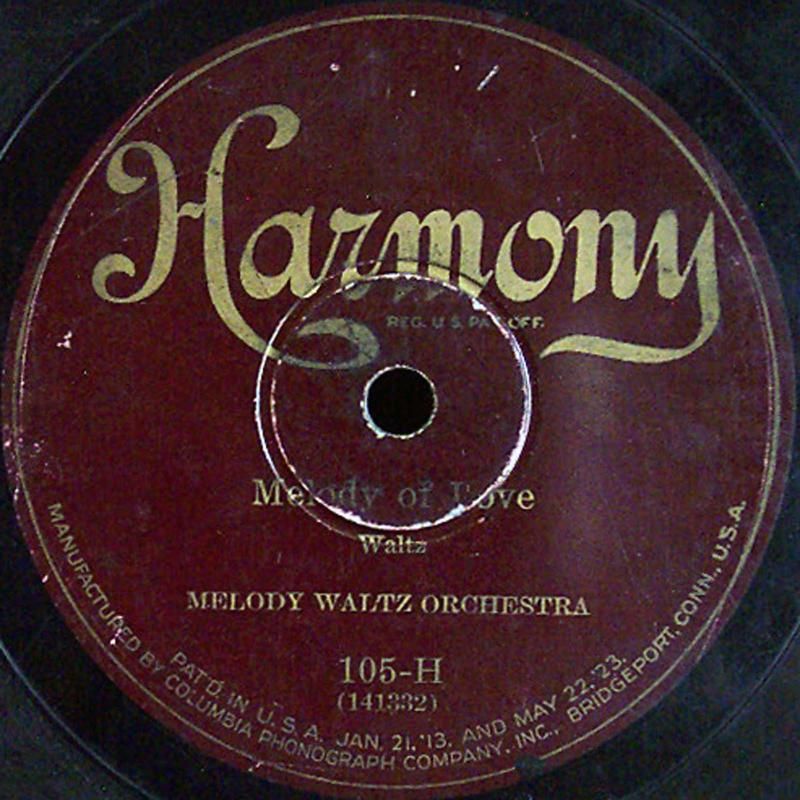 Harmony
REG. U.S. PAT. OFF.
Melody of Love
Waltz
MELODY WALTZ ORCHESTRA
105-H
(141332)
PAT'D. IN U.S.A. JAN. 21,'13, AND MAY 22,'23.
MANUFACTURED BY COLUMBIA PHONOGRAPH COMPANY, INC., BRIDGEPORT, CONN., U.S.A.